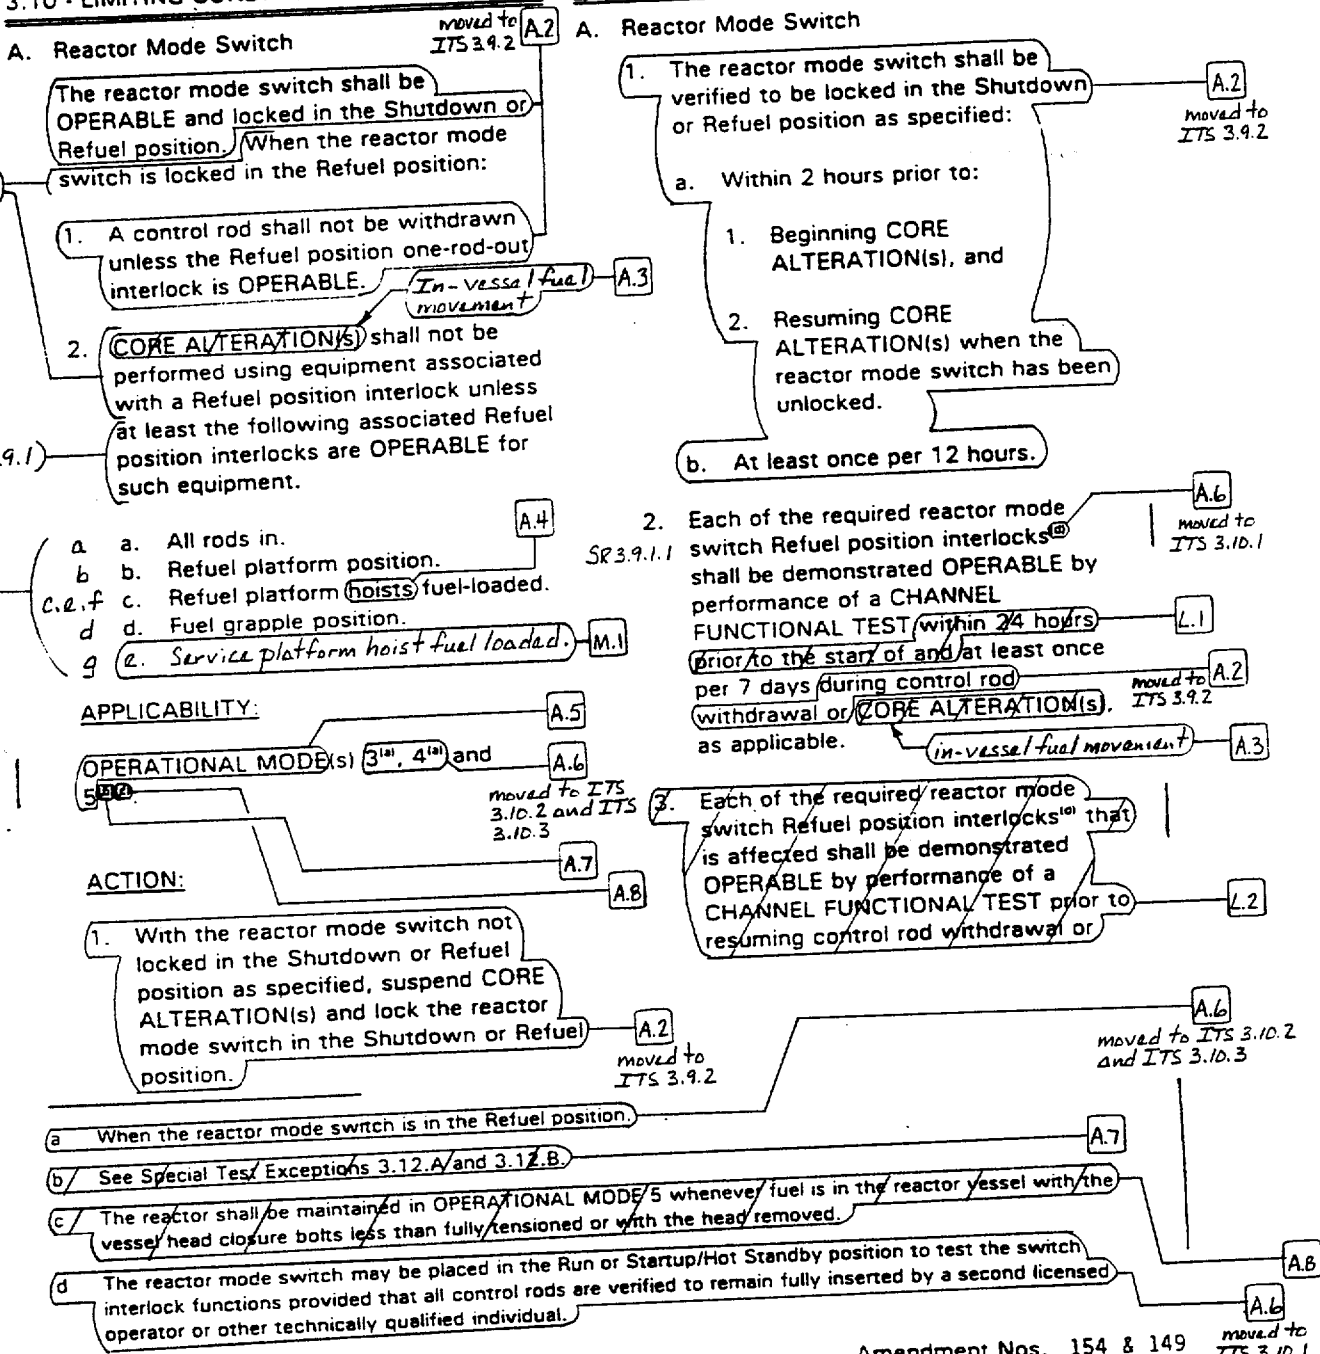 3.10 - LIMITING
moved to
ITS 3.9.2
A.2
A. Reactor Mode Switch
The reactor mode switch shall be
OPERABLE and locked in the Shutdown or
Refuel position. When the reactor mode
switch is locked in the Refuel position:
1. A control rod shall not be withdrawn
unless the Refuel position one-rod-out
interlock is OPERABLE.
In-vessel fuel
movement
A.3
2. CORE ALTERATION(s) shall not be
performed using equipment associated
with a Refuel position interlock unless
at least the following associated Refuel
position interlocks are OPERABLE for
such equipment.
9.1)
A.4
a a. All rods in.
b b. Refuel platform position.
c.e.f c. Refuel platform hoists fuel-loaded.
d d. Fuel grapple position.
g e. Service platform hoist fuel loaded.
M.1
APPLICABILITY:
A.5
OPERATIONAL MODE(s) 3(a), 4(a) and
5
A.6
moved to ITS
3.10.2 and ITS
3.10.3
A.7
A.8
ACTION:
1. With the reactor mode switch not
locked in the Shutdown or Refuel
position as specified, suspend CORE
ALTERATION(s) and lock the reactor
mode switch in the Shutdown or Refuel
position.
A.2
moved to
ITS 3.9.2
A. Reactor Mode Switch
1. The reactor mode switch shall be
verified to be locked in the Shutdown
or Refuel position as specified:
A.2
moved to
ITS 3.9.2
a. Within 2 hours prior to:
1. Beginning CORE
ALTERATION(s), and
2. Resuming CORE
ALTERATION(s) when the
reactor mode switch has been
unlocked.
b. At least once per 12 hours.
SR 3.9.1.1
2. Each of the required reactor mode
switch Refuel position interlocks(d)
shall be demonstrated OPERABLE by
performance of a CHANNEL
FUNCTIONAL TEST within 24 hours
prior to the start of and at least once
per 7 days during control rod
withdrawal or CORE ALTERATION(s),
as applicable.
A.6
moved to
ITS 3.10.1
L.1
moved to
ITS 3.9.2
A.2
in-vessel fuel movement
A.3
3. Each of the required reactor mode
switch Refuel position interlocks(d) that
is affected shall be demonstrated
OPERABLE by performance of a
CHANNEL FUNCTIONAL TEST prior to
resuming control rod withdrawal or
L.2
A.6
moved to ITS 3.10.2
and ITS 3.10.3
a When the reactor mode switch is in the Refuel position.
b See Special Test Exceptions 3.12.A and 3.12.B.
A.7
c The reactor shall be maintained in OPERATIONAL MODE 5 whenever fuel is in the reactor vessel with the
vessel head closure bolts less than fully tensioned or with the head removed.
A.8
d The reactor mode switch may be placed in the Run or Startup/Hot Standby position to test the switch
interlock functions provided that all control rods are verified to remain fully inserted by a second licensed
operator or other technically qualified individual.
A.6
moved to
ITS 3.10.1
Amendment Nos. 154 & 149